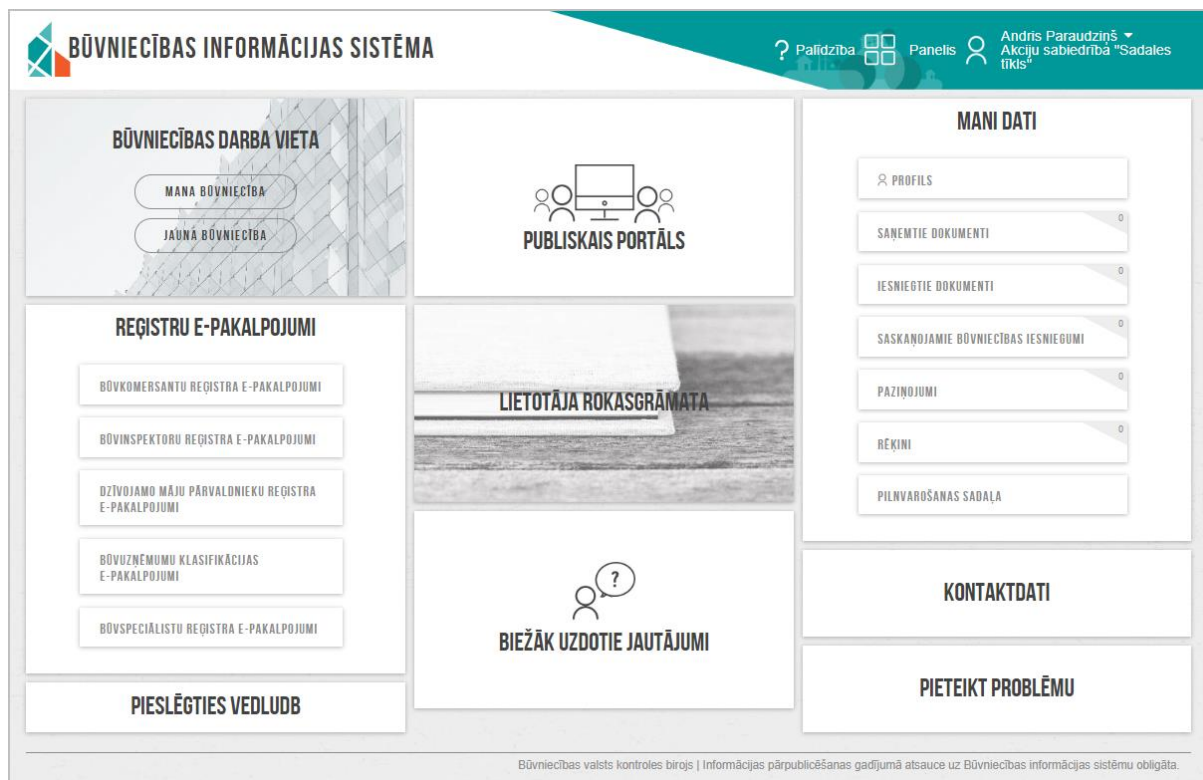 BŪVNIECĪBAS INFORMĀCIJAS SISTĒMA
? Palīdzība
Panelis
Andris Paraudziņš
Akciju sabiedrība "Sadales
tīkls"
BŪVNIECĪBAS DARBA VIETA
MANA BŪVNIECĪBA
JAUNA BŪVNIECĪBA
REĢISTRU E-PAKALPOJUMI
BŪVKOMERSANTU REĢISTRA E-PAKALPOJUMI
BŪVINSPEKTORU REĢISTRA E-PAKALPOJUMI
DZĪVOJAMO MĀJU PĀRVALDNIEKU REĢISTRA
E-PAKALPOJUMI
BŪVUZŅĒMUMU KLASIFIKĀCIJAS
E-PAKALPOJUMI
BŪVSPECIĀLISTU REĢISTRA E-PAKALPOJUMI
PIESLĒGTIES VEDLUDB
PUBLISKAIS PORTĀLS
LIETOTĀJA ROKASGRĀMATA
?
BIEŽĀK UZDOTIE JAUTĀJUMI
MANI DATI
PROFILS
SAŅEMTIE DOKUMENTI
0
IESNIEGTIE DOKUMENTI
0
SASKAŅOJAMIE BŪVNIECĪBAS IESNIEGUMI
0
PAZIŅOJUMI
0
RĒĶINI
0
PILNVAROŠANAS SADAĻA
KONTAKTDATI
PIETEIKT PROBLĒMU
Būvniecības valsts kontroles birojs | Informācijas pārpublicēšanas gadījumā atsauce uz Būvniecības informācijas sistēmu obligāta.